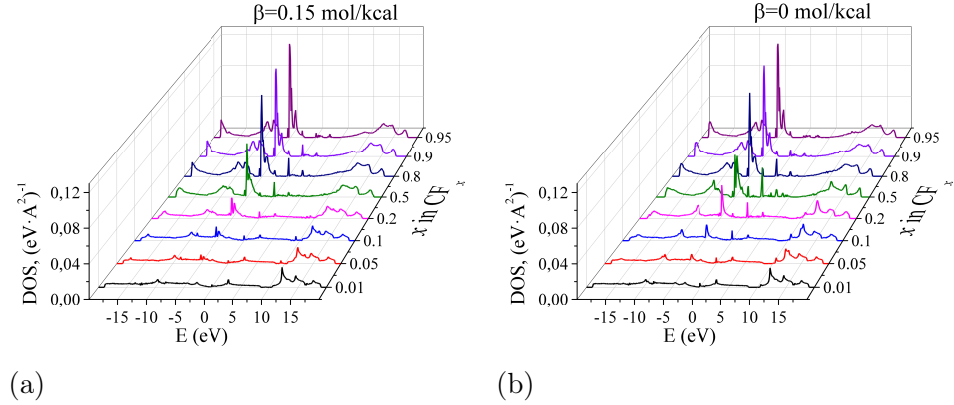 β=0.15 mol/kcal
DOS, (eV·A²)⁻¹
0,12
0,08
0,04
0,00
-15 -10 -5 0 5 10 15
E (eV)
0.95
0.9
0.8
0.5
0.2
0.1
0.05
0.01
x in CFₓ
(a)
β=0 mol/kcal
DOS, (eV·A²)⁻¹
0,12
0,08
0,04
0,00
-15 -10 -5 0 5 10 15
E (eV)
0.95
0.9
0.8
0.5
0.2
0.1
0.05
0.01
x in CFₓ
(b)